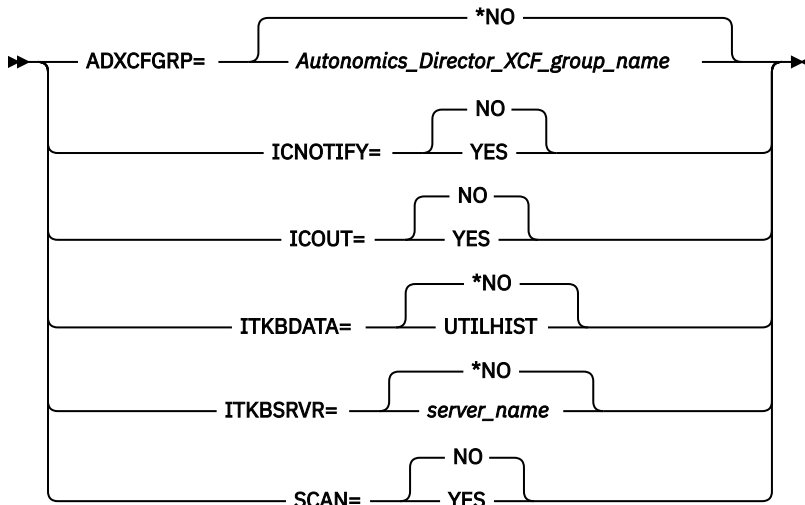 *NO
ADXCFGRP= Autonomics_Director_XCF_group_name
NO
ICNOTIFY= YES
NO
ICOUT= YES
*NO
ITKBDATA= UTILHIST
*NO
ITKBSRVR= server_name
NO
SCAN= YES